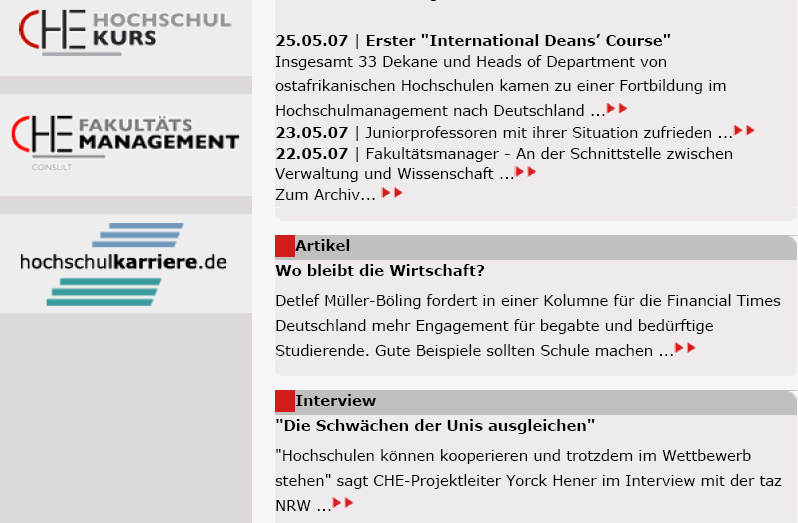 CHE HOCHSCHUL
KURS
CHE FAKULTÄTS
MANAGEMENT
CONSULT
hochschulkarriere.de
25.05.07 | Erster "International Deans’ Course"
Insgesamt 33 Dekane und Heads of Department von
ostafrikanischen Hochschulen kamen zu einer Fortbildung im
Hochschulmanagement nach Deutschland ...
23.05.07 | Juniorprofessoren mit ihrer Situation zufrieden ...
22.05.07 | Fakultätsmanager - An der Schnittstelle zwischen
Verwaltung und Wissenschaft ...
Zum Archiv...
Artikel
Wo bleibt die Wirtschaft?
Detlef Müller-Böling fordert in einer Kolumne für die Financial Times
Deutschland mehr Engagement für begabte und bedürftige
Studierende. Gute Beispiele sollten Schule machen ...
Interview
"Die Schwächen der Unis ausgleichen"
"Hochschulen können kooperieren und trotzdem im Wettbewerb
stehen" sagt CHE-Projektleiter Yorck Hener im Interview mit der taz
NRW ...